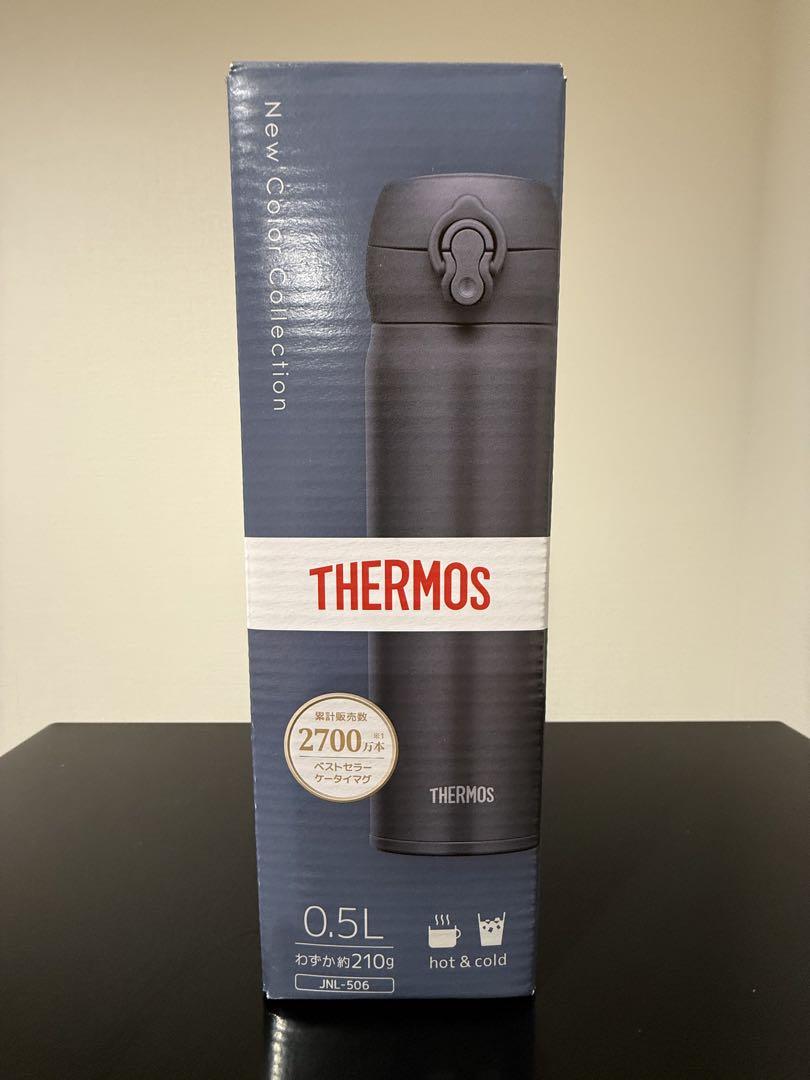 New Color Collection
THERMOS
累計販売数
2700万本※1
ベストセラー
ケータイマグ
THERMOS
0.5L
わずか約210g
JNL-506
hot & cold